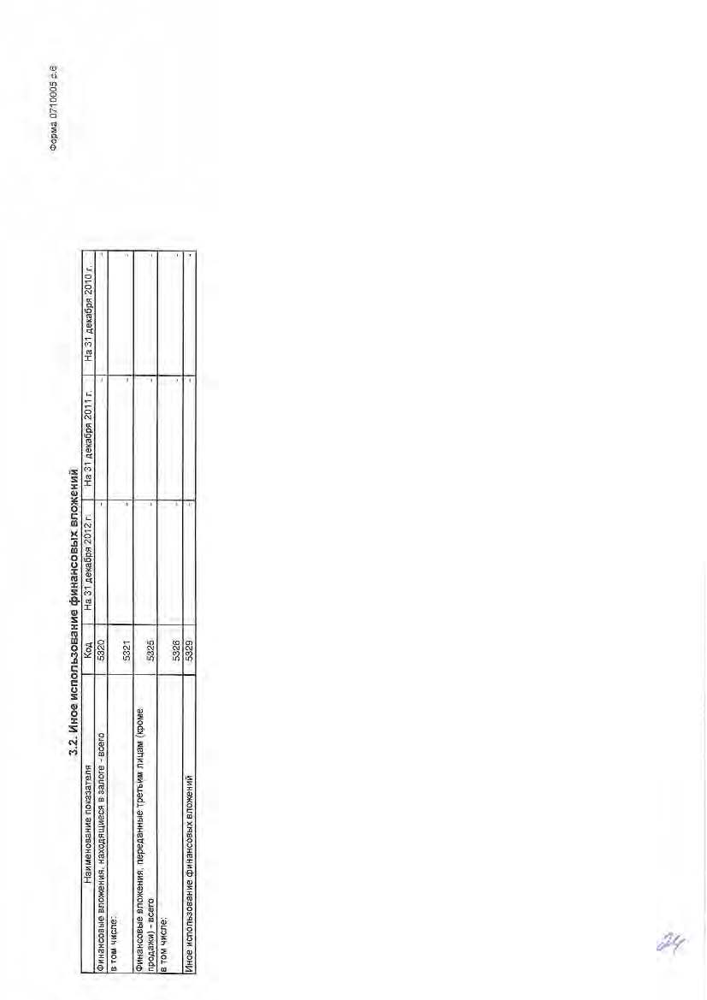 Форма 0710005 с.6
3.2. Иное использование финансовых вложений
Наименование показателя Код На 31 декабря 2012 г. На 31 декабря 2011 г. На 31 декабря 2010 г.
Финансовые вложения, находящиеся в залоге - всего 5320 - - -
в том числе:
5321 - - -
Финансовые вложения, переданные третьим лицам (кроме
продажи) - всего 5325 - - -
в том числе:
5326 - - -
Иное использование финансовых вложений 5329 - - -
24